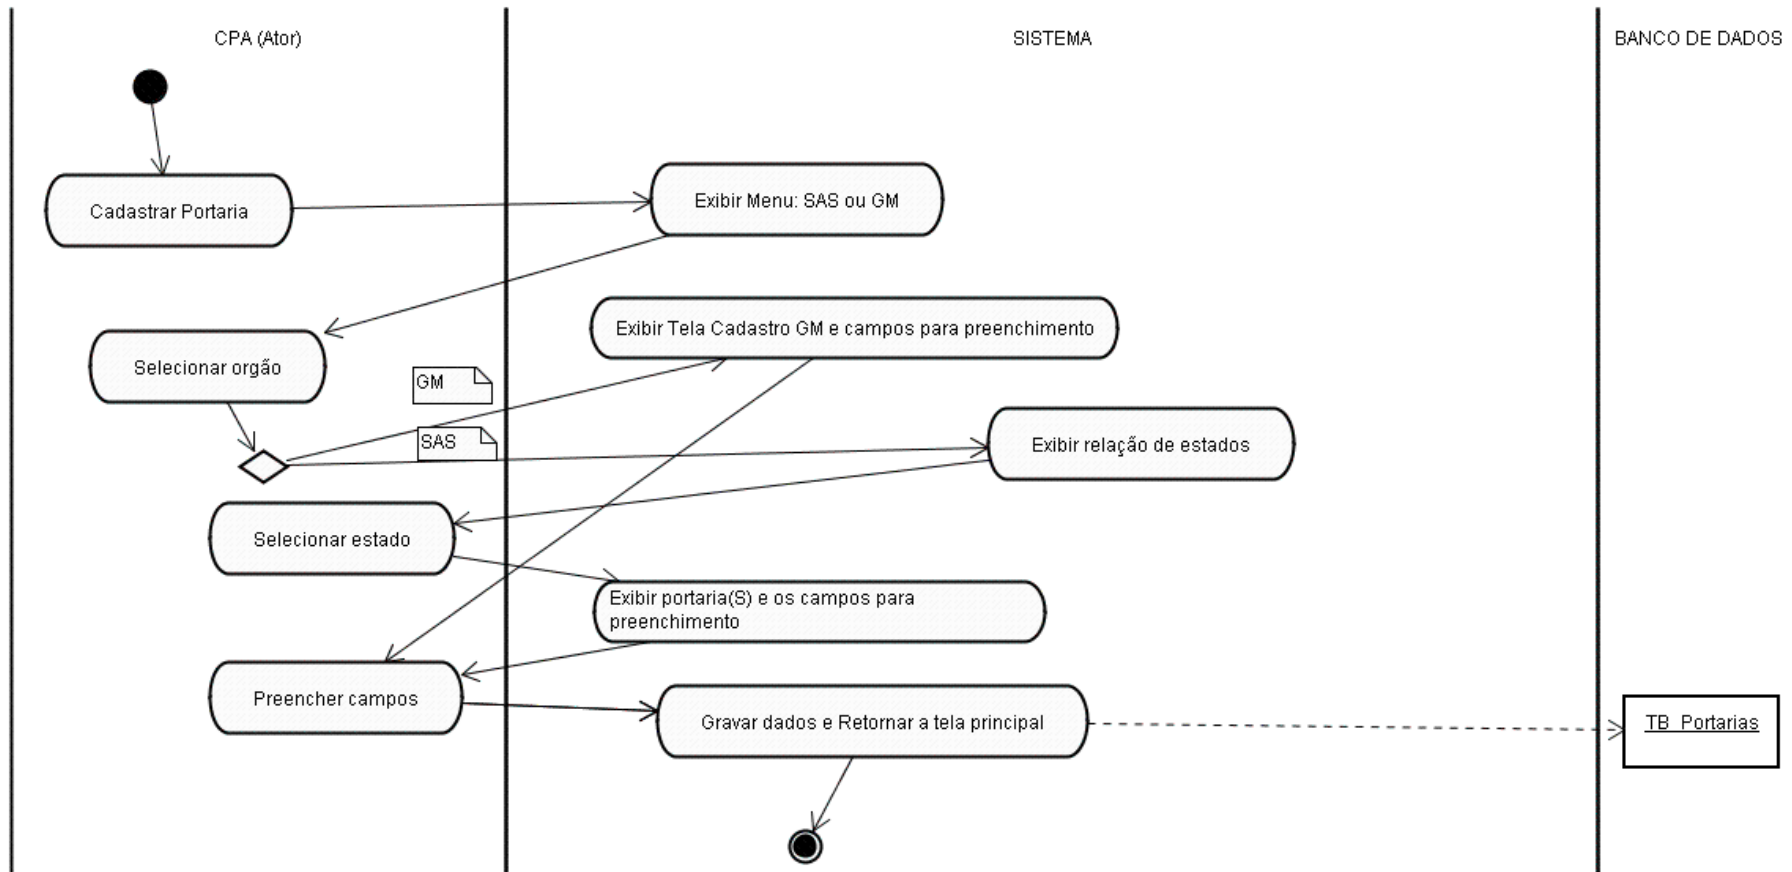 CPA (Ator)
SISTEMA
BANCO DE DADOS
Cadastrar Portaria
Exibir Menu: SAS ou GM
Exibir Tela Cadastro GM e campos para preenchimento
Selecionar orgão
GM
SAS
Exibir relação de estados
Selecionar estado
Exibir portaria(S) e os campos para
preenchimento
Preencher campos
Gravar dados e Retornar a tela principal
TB_Portarias